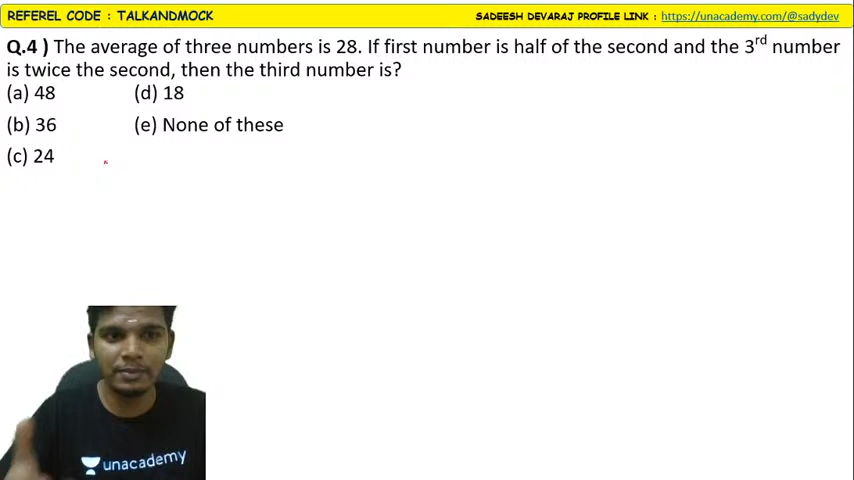 REFEREL CODE : TALKANDMOCK
SADEESH DEVARAJ PROFILE LINK : https://unacademy.com/@sadydev
Q.4 ) The average of three numbers is 28. If first number is half of the second and the 3rd number
is twice the second, then the third number is?
(a) 48 (d) 18
(b) 36 (e) None of these
(c) 24
unacademy